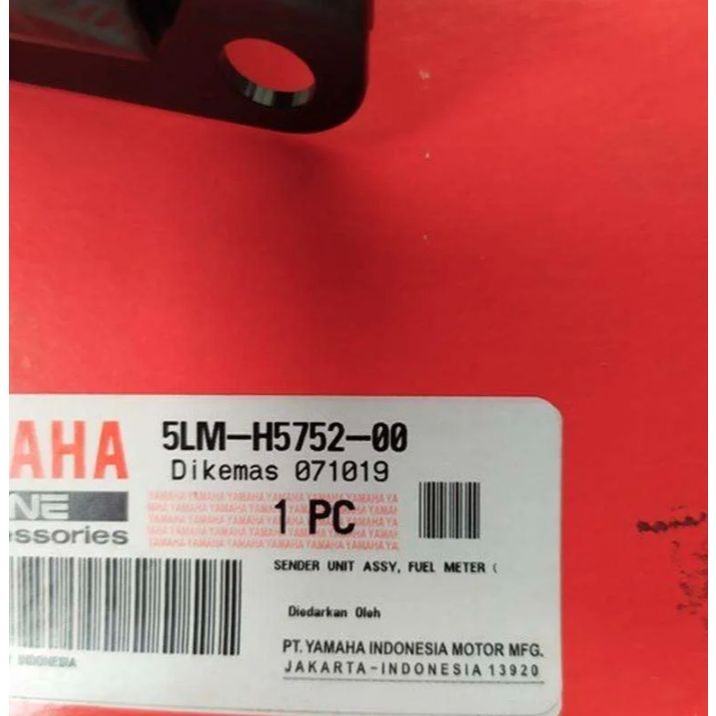 AHA
5LM-H5752-00
Dikemas 071019
NE
1 PC
essories
SENDER UNIT ASSY, FUEL METER (
Diedarkan Oleh
PT. YAMAHA INDONESIA MOTOR MFG.
INDONESIA
JAKARTA-INDONESIA 13920